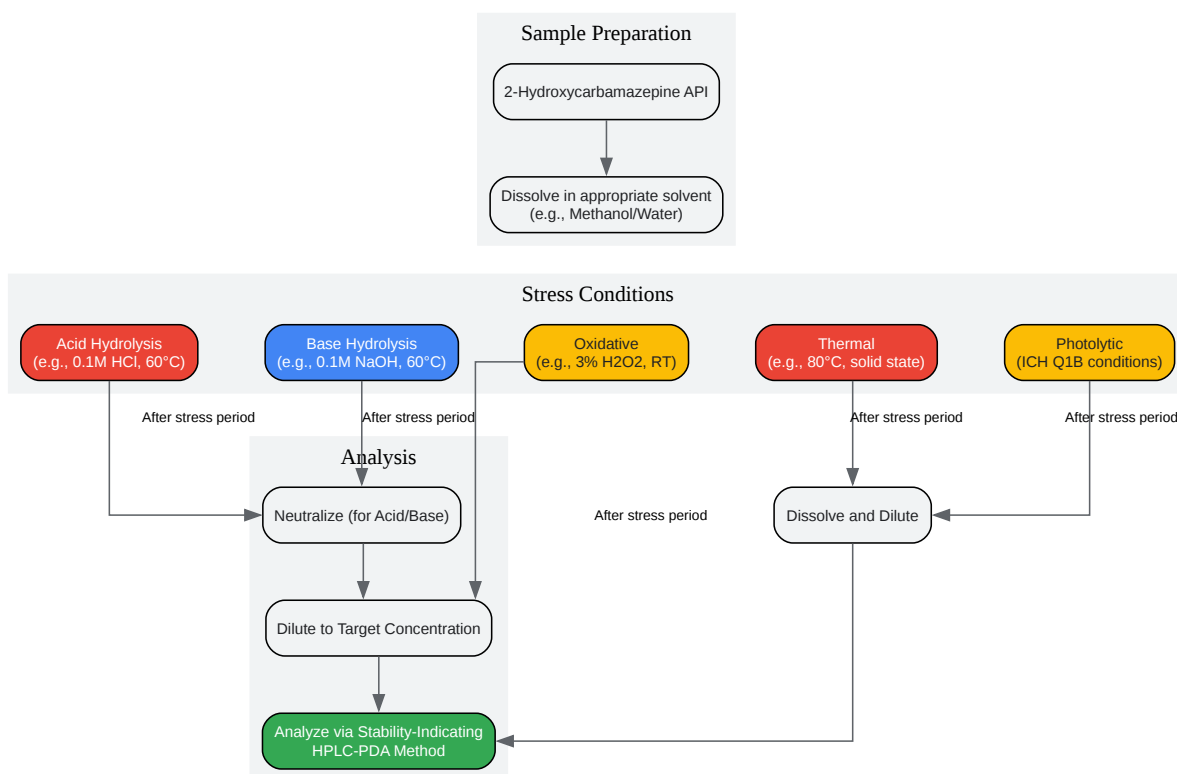 Sample Preparation
2-Hydroxycarbamazepine API
Dissolve in appropriate solvent
(e.g., Methanol/Water)
Stress Conditions
Acid Hydrolysis
(e.g., 0.1M HCl, 60°C)
Base Hydrolysis
(e.g., 0.1M NaOH, 60°C)
Oxidative
(e.g., 3% H2O2, RT)
Thermal
(e.g., 80°C, solid state)
Photolytic
(ICH Q1B conditions)
After stress period
After stress period
After stress period
After stress period
Analysis
Neutralize (for Acid/Base)
After stress period
Dissolve and Dilute
Dilute to Target Concentration
Analyze via Stability-Indicating
HPLC-PDA Method